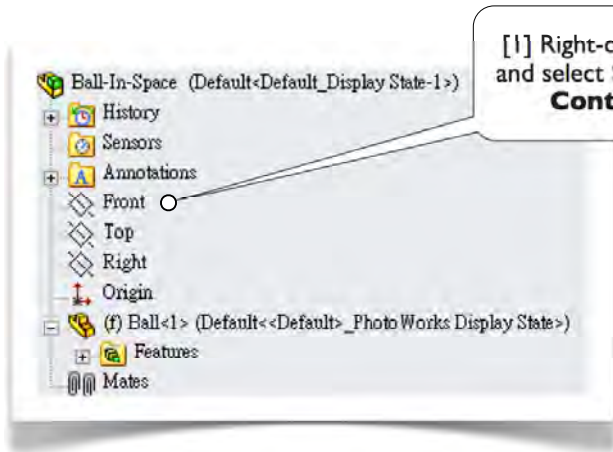 [1] Right-c
and select
Cont
Ball-In-Space (Default<Default_Display State-1>)
History
Sensors
A Annotations
Front
Top
Right
Origin
(f) Ball<1> (Default<<Default>_PhotoWorks Display State>)
Features
Mates